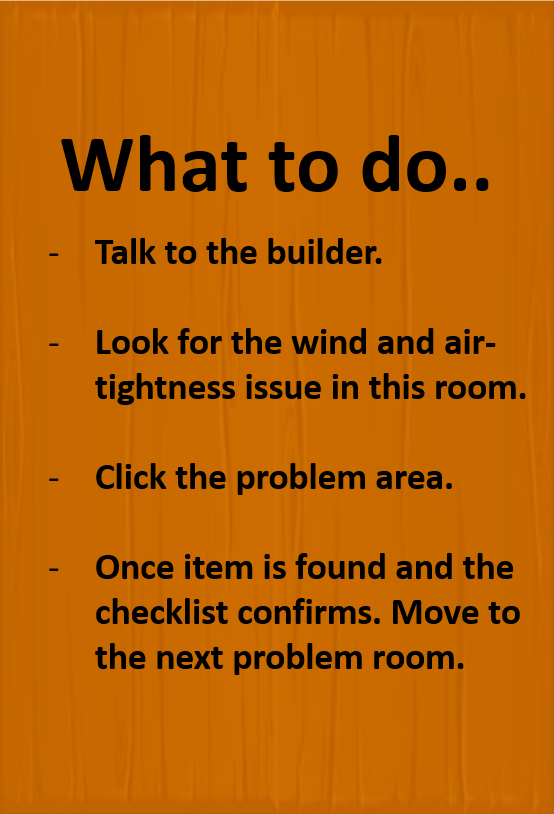 What to do..
- Talk to the builder.
- Look for the wind and air-
tightness issue in this room.
- Click the problem area.
- Once item is found and the
checklist confirms. Move to
the next problem room.